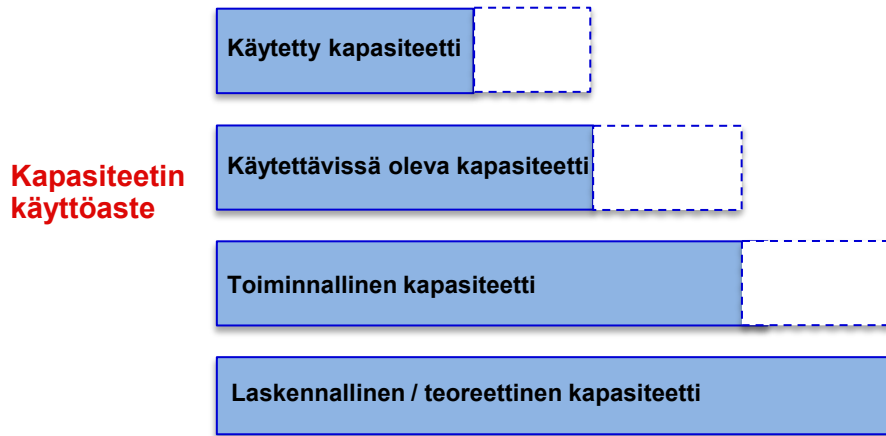 Käytetty kapasiteetti
Käytettävissä oleva kapasiteetti
Kapasiteetin
käyttöaste
Toiminnallinen kapasiteetti
Laskennallinen / teoreettinen kapasiteetti